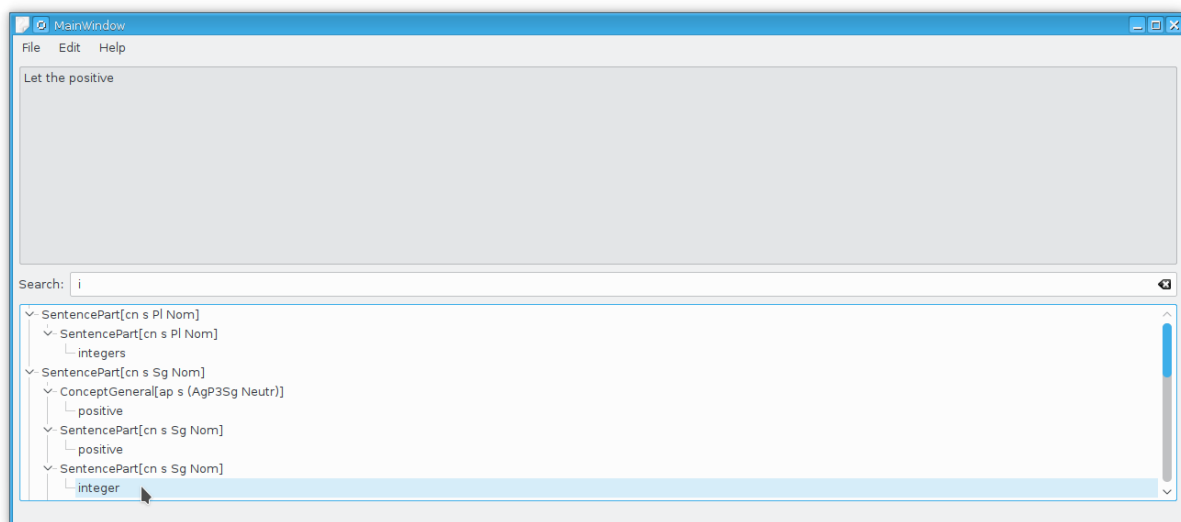 MainWindow
File Edit Help
Let the positive
Search: i
SentencePart[cn s Pl Nom]
SentencePart[cn s Pl Nom]
integers
SentencePart[cn s Sg Nom]
ConceptGeneral[ap s (AgP3Sg Neutr)]
positive
SentencePart[cn s Sg Nom]
positive
SentencePart[cn s Sg Nom]
integer